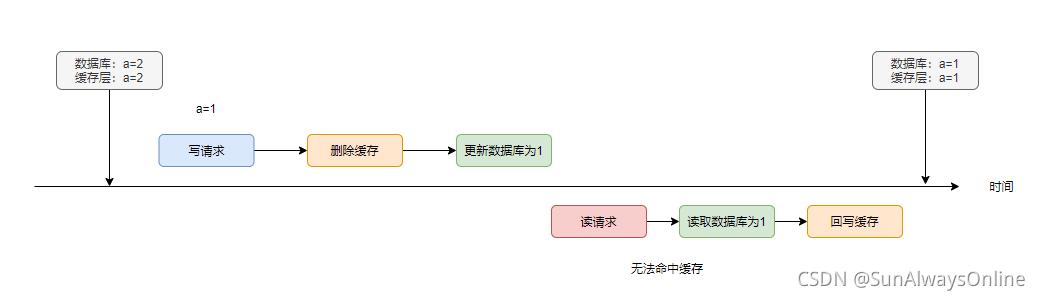 数据库：a=2
缓存层：a=2
数据库：a=1
缓存层：a=1
a=1
写请求
删除缓存
更新数据库为1
时间
读请求
读取数据库为1
回写缓存
无法命中缓存
CSDN @SunAlwaysOnline